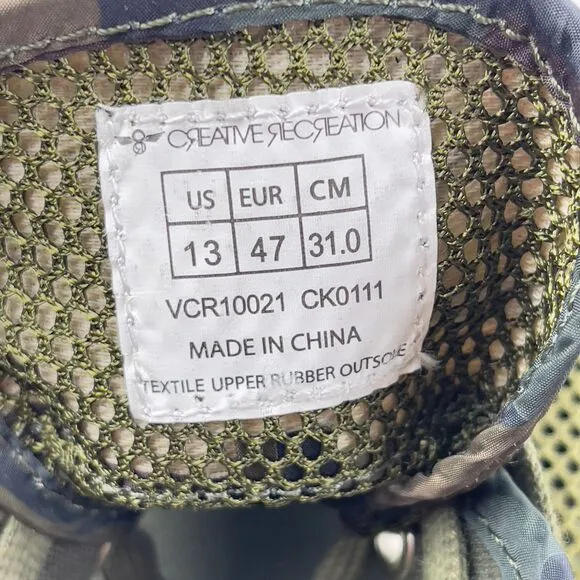 CREATIVE RECREATION
US EUR CM
13 47 31.0
VCR10021 CK0111
MADE IN CHINA
TEXTILE UPPER RUBBER OUTSOLE